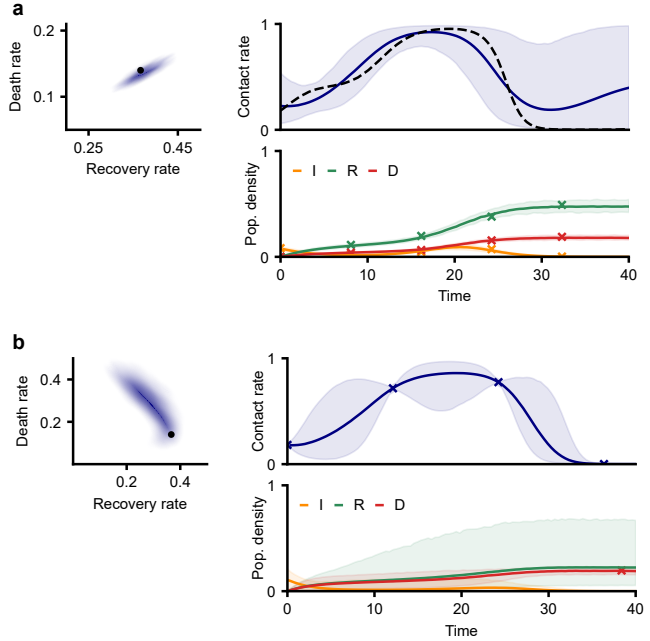 a
0.2
0.1
Death rate
0.25
0.45
Recovery rate
1
0
Contact rate
1
0
Pop. density
I R D
0 10 20 30 40
Time
b
0.4
0.2
Death rate
0.2 0.4
Recovery rate
1
0
Contact rate
1
0
Pop. density
I R D
0 10 20 30 40
Time